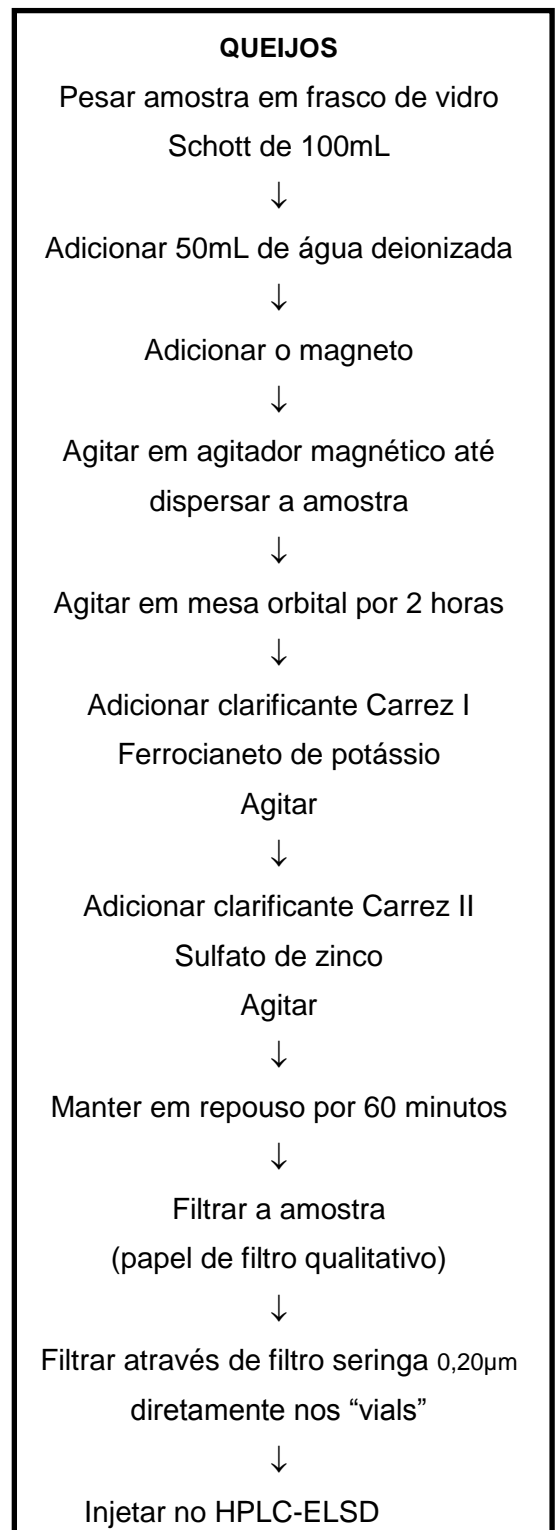 QUEIJOS
Pesar amostra em frasco de vidro
Schott de 100mL
↓
Adicionar 50mL de água deionizada
↓
Adicionar o magneto
↓
Agitar em agitador magnético até
dispersar a amostra
↓
Agitar em mesa orbital por 2 horas
↓
Adicionar clarificante Carrez I
Ferrocianeto de potássio
Agitar
↓
Adicionar clarificante Carrez II
Sulfato de zinco
Agitar
↓
Manter em repouso por 60 minutos
↓
Filtrar a amostra
(papel de filtro qualitativo)
↓
Filtrar através de filtro seringa 0,20µm
diretamente nos “vials”
↓
Injetar no HPLC-ELSD